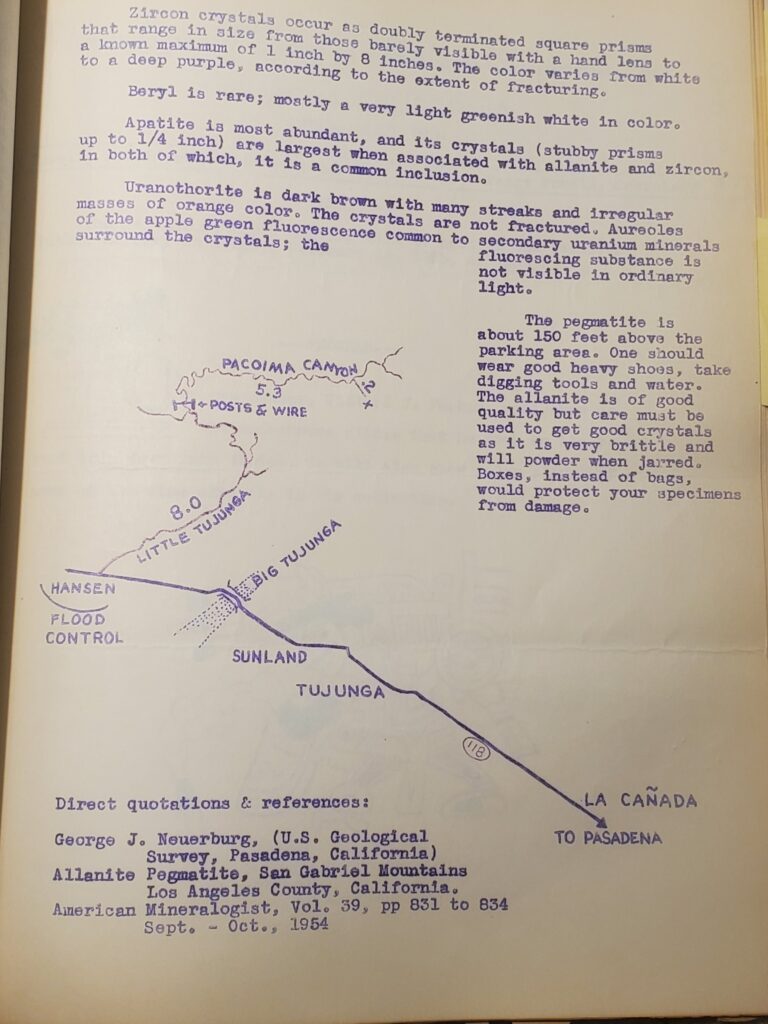 Zircon crystals occur as doubly terminated square prisms
that range in size from those barely visible with a hand lens to
a known maximum of 1 inch by 8 inches. The color varies from white
to a deep purple, according to the extent of fracturing.
Beryl is rare; mostly a very light greenish white in color.
Apatite is most abundant, and its crystals (stubby prisms
up to 1/4 inch) are largest when associated with allanite and zircon,
in both of which, it is a common inclusion.
Uranothorite is dark brown with many streaks and irregular
masses of orange color. The crystals are not fractured. Aureoles
of the apple green fluorescence common to secondary uranium minerals
surround the crystals; the
fluorescing substance is
not visible in ordinary
light.
The pegmatite is
about 150 feet above the
parking area. One should
wear good heavy shoes, take
digging tools and water.
The allanite is of good
quality but care must be
used to get good crystals
as it is very brittle and
will powder when jarred.
Boxes, instead of bags,
would protect your specimens
from damage.
PACOIMA CANYON
5.3
.2
x
←POSTS & WIRE
8.0
LITTLE TUJUNGA
BIG TUJUNGA
HANSEN
FLOOD
CONTROL
SUNLAND
TUJUNGA
118
LA CAÑADA
TO PASADENA
Direct quotations & references:
George J. Neuerburg, (U.S. Geological
Survey, Pasadena, California)
Allanite Pegmatite, San Gabriel Mountains
Los Angeles County, California.
American Mineralogist, Vol. 39, pp 831 to 834
Sept. - Oct., 1954